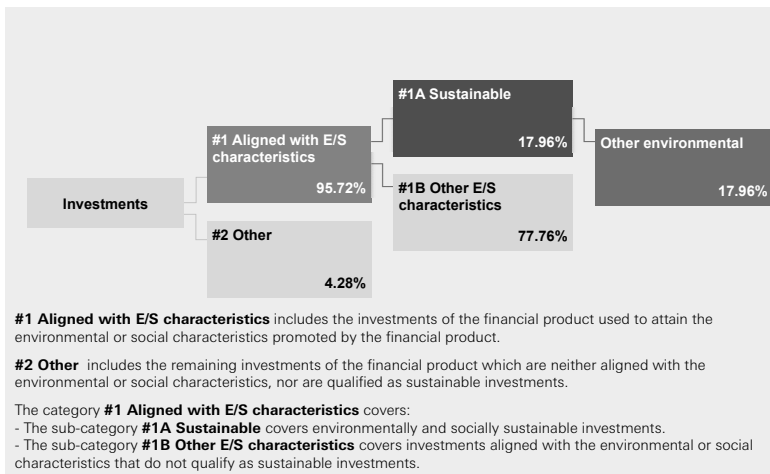 #1A Sustainable
17.96%
#1 Aligned with E/S
characteristics
95.72%
Other environmental
17.96%
Investments
#1B Other E/S
characteristics
77.76%
#2 Other
4.28%
#1 Aligned with E/S characteristics includes the investments of the financial product used to attain the
environmental or social characteristics promoted by the financial product.
#2 Other includes the remaining investments of the financial product which are neither aligned with the
environmental or social characteristics, nor are qualified as sustainable investments.
The category #1 Aligned with E/S characteristics covers:
- The sub-category #1A Sustainable covers environmentally and socially sustainable investments.
- The sub-category #1B Other E/S characteristics covers investments aligned with the environmental or social
characteristics that do not qualify as sustainable investments.